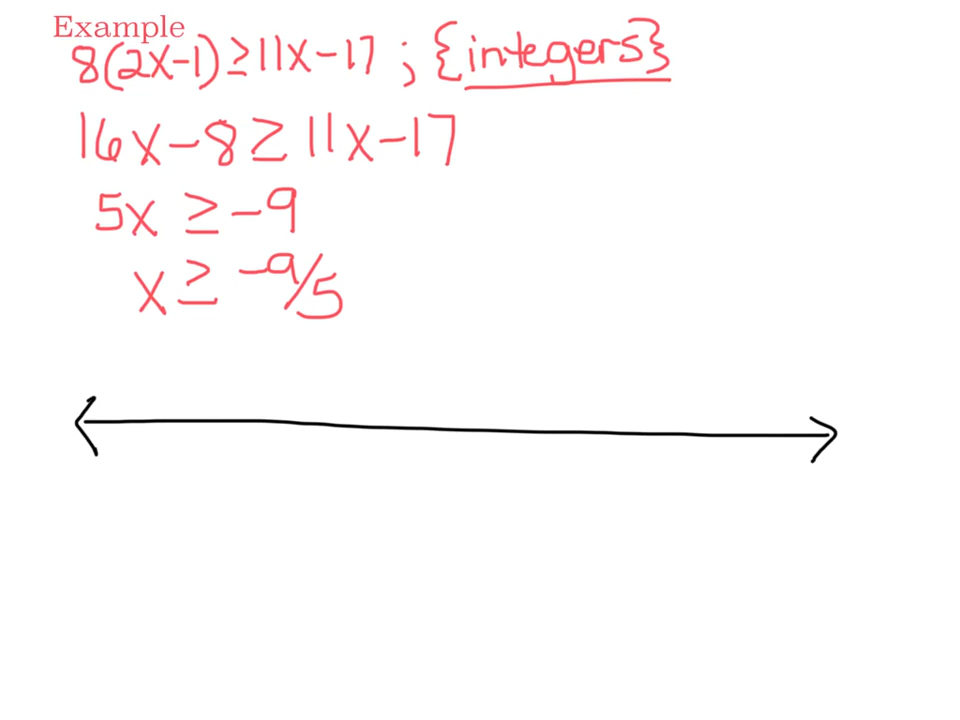 Example
8(2x-1)≥11x-17 ; {integers}
16x-8≥11x-17
5x ≥-9
x ≥ -9/5